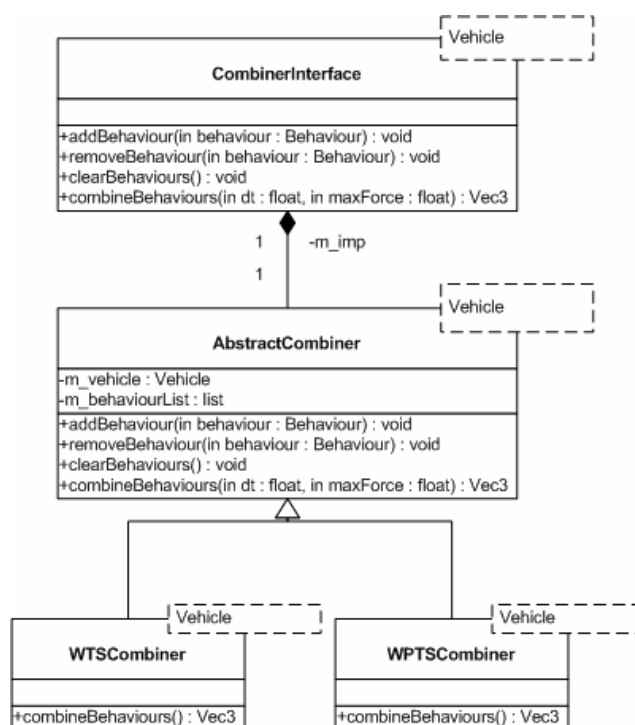 Vehicle
CombinerInterface
+addBehaviour(in behaviour : Behaviour) : void
+removeBehaviour(in behaviour : Behaviour) : void
+clearBehaviours() : void
+combineBehaviours(in dt : float, in maxForce : float) : Vec3
1
-m_imp
1
Vehicle
AbstractCombiner
-m_vehicle : Vehicle
-m_behaviourList : list
+addBehaviour(in behaviour : Behaviour) : void
+removeBehaviour(in behaviour : Behaviour) : void
+clearBehaviours() : void
+combineBehaviours(in dt : float, in maxForce : float) : Vec3
Vehicle
WTSCombiner
+combineBehaviours() : Vec3
Vehicle
WPTSCombiner
+combineBehaviours() : Vec3